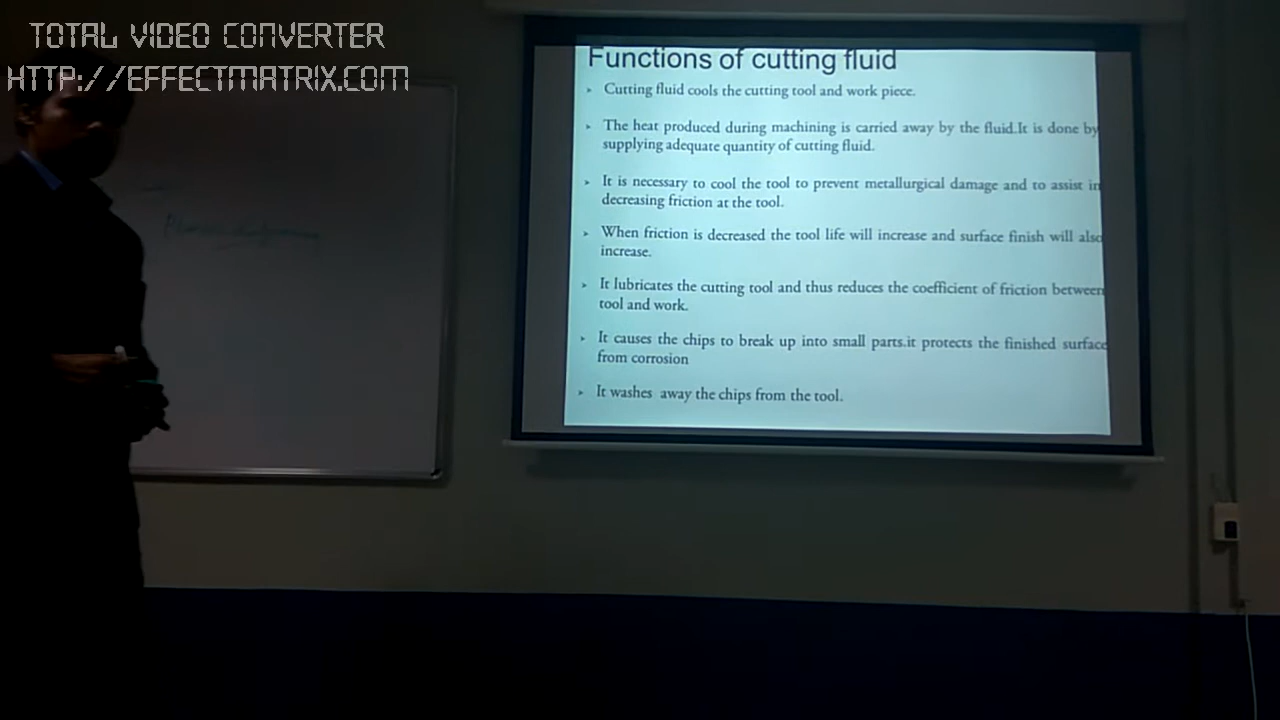 TOTAL VIDEO CONVERTER
HTTP://EFFECTMATRIX.COM
Functions of cutting fluid
Cutting fluid cools the cutting tool and work piece.
The heat produced during machining is carried away by the fluid.It is done by
supplying adequate quantity of cutting fluid.
It is necessary to cool the tool to prevent metallurgical damage and to assist in
decreasing friction at the tool.
When friction is decreased the tool life will increase and surface finish will also
increase.
It lubricates the cutting tool and thus reduces the coefficient of friction between
tool and work.
It causes the chips to break up into small parts.it protects the finished surface
from corrosion
It washes away the chips from the tool.